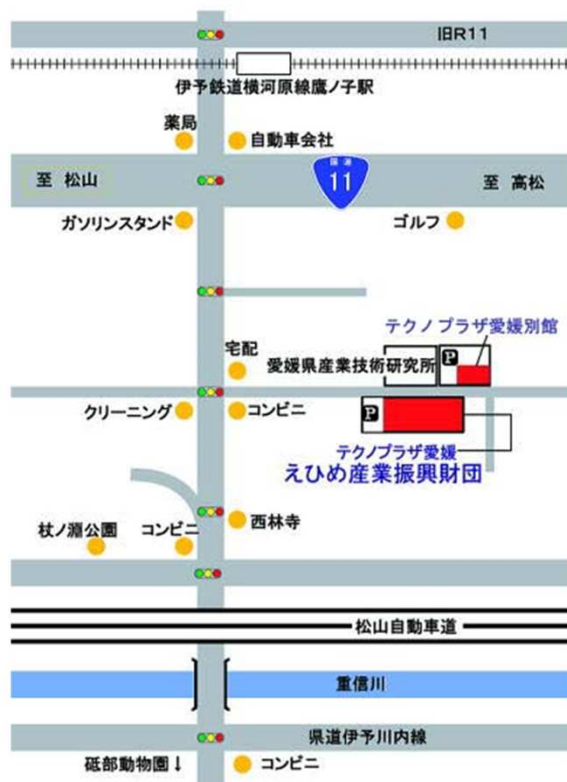 旧R11
伊予鉄道横河原線鷹ノ子駅
薬局
自動車会社
至 松山
国道
11
至 高松
ガソリンスタンド
ゴルフ
テクノプラザ愛媛別館
宅配
愛媛県産業技術研究所
P
クリーニング
コンビニ
P
テクノプラザ愛媛
えひめ産業振興財団
西林寺
杖ノ淵公園
コンビニ
松山自動車道
重信川
県道伊予川内線
砥部動物園↓
コンビニ